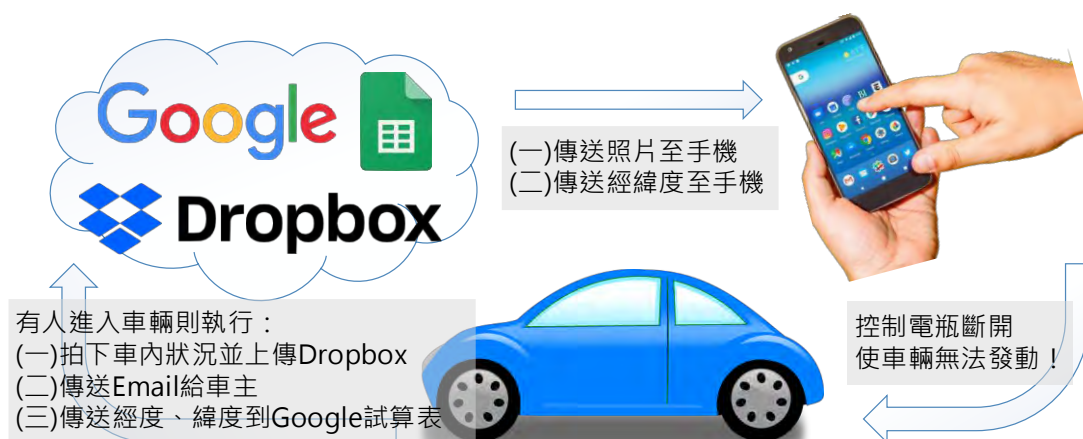 Google
Dropbox
(一)傳送照片至手機
(二)傳送經緯度至手機
有人進入車輛則執行：
(一)拍下車內狀況並上傳Dropbox
(二)傳送Email給車主
(三)傳送經度、緯度到Google試算表
控制電瓶斷開
使車輛無法發動！